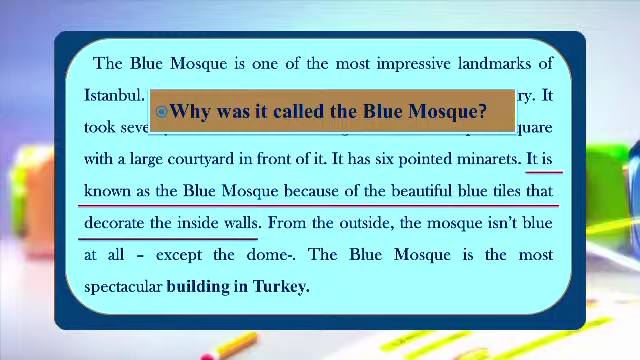 The Blue Mosque is one of the most impressive landmarks of
Istanbul. ry. It
Why was it called the Blue Mosque?
took seve quare
with a large courtyard in front of it. It has six pointed minarets. It is
known as the Blue Mosque because of the beautiful blue tiles that
decorate the inside walls. From the outside, the mosque isn't blue
at all – except the dome-. The Blue Mosque is the most
spectacular building in Turkey.